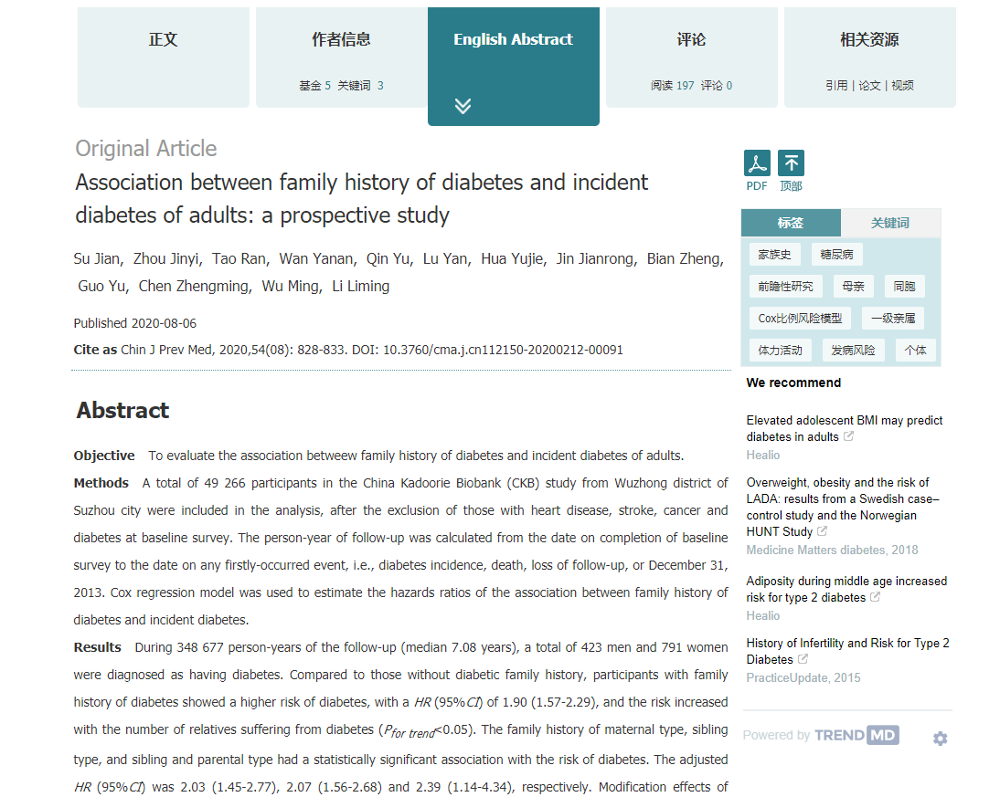 正文
作者信息
English Abstract
评论
相关资源
基金 5 关键词 3
阅读 197 评论 0
引用 | 论文 | 视频
Original Article
Association between family history of diabetes and incident
diabetes of adults: a prospective study
Su Jian, Zhou Jinyi, Tao Ran, Wan Yanan, Qin Yu, Lu Yan, Hua Yujie, Jin Jianrong, Bian Zheng,
Guo Yu, Chen Zhengming, Wu Ming, Li Liming
Published 2020-08-06
Cite as Chin J Prev Med, 2020,54(08): 828-833. DOI: 10.3760/cma.j.cn112150-20200212-00091
Abstract
Objective To evaluate the association betweew family history of diabetes and incident diabetes of adults.
Methods A total of 49 266 participants in the China Kadoorie Biobank (CKB) study from Wuzhong district of
Suzhou city were included in the analysis, after the exclusion of those with heart disease, stroke, cancer and
diabetes at baseline survey. The person-year of follow-up was calculated from the date on completion of baseline
survey to the date on any firstly-occurred event, i.e., diabetes incidence, death, loss of follow-up, or December 31,
2013. Cox regression model was used to estimate the hazards ratios of the association between family history of
diabetes and incident diabetes.
Results During 348 677 person-years of the follow-up (median 7.08 years), a total of 423 men and 791 women
were diagnosed as having diabetes. Compared to those without diabetic family history, participants with family
history of diabetes showed a higher risk of diabetes, with a HR (95%CI) of 1.90 (1.57-2.29), and the risk increased
with the number of relatives suffering from diabetes (Pfor trend<0.05). The family history of maternal type, sibling
type, and sibling and parental type had a statistically significant association with the risk of diabetes. The adjusted
HR (95%CI) was 2.03 (1.45-2.77), 2.07 (1.56-2.68) and 2.39 (1.14-4.34), respectively. Modification effects of
PDF 顶部
标签 关键词
家族史 糖尿病
前瞻性研究 母亲 同胞
Cox比例风险模型 一级亲属
体力活动 发病风险 个体
We recommend
Elevated adolescent BMI may predict
diabetes in adults
Healio
Overweight, obesity and the risk of
LADA: results from a Swedish case–
control study and the Norwegian
HUNT Study
Medicine Matters diabetes, 2018
Adiposity during middle age increased
risk for type 2 diabetes
Healio
History of Infertility and Risk for Type 2
Diabetes
PracticeUpdate, 2015
Powered by TREND MD